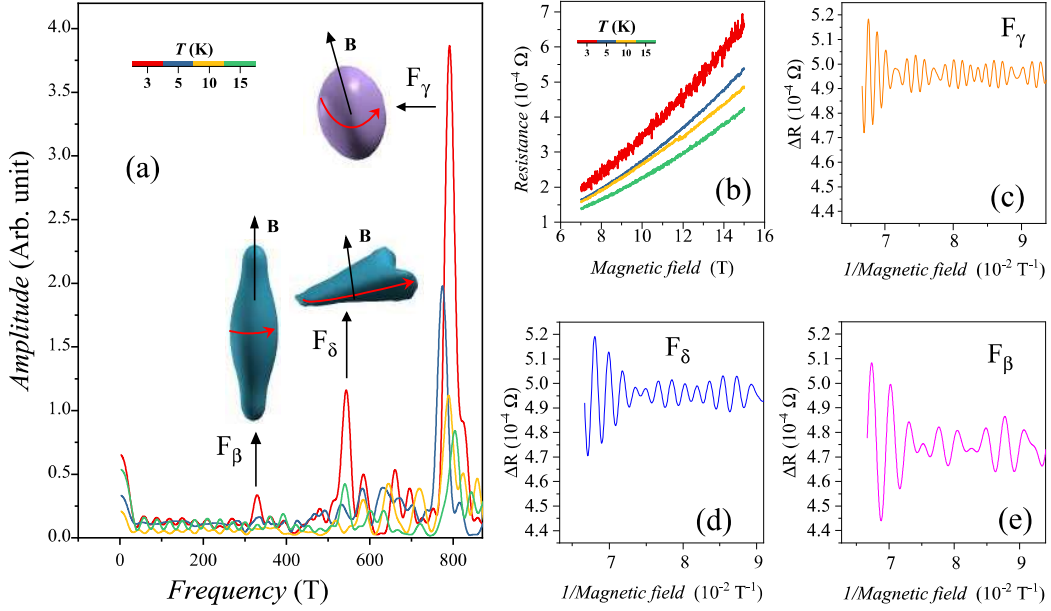 4.0
3.5
3.0
2.5
2.0
1.5
1.0
0.5
0.0
Amplitude (Arb. unit)
T (K)
3 5 10 15
(a)
B
Fγ
B
B
Fδ
Fβ
0 200 400 600 800
Frequency (T)
7
6
5
4
3
2
1
Resistance (10⁻⁴ Ω)
T (K)
3 5 10 15
(b)
6 8 10 12 14 16
Magnetic field (T)
5.2
5.1
5.0
4.9
4.8
4.7
4.6
4.5
4.4
ΔR (10⁻⁴ Ω)
Fγ
(c)
7 8 9
1/Magnetic field (10⁻² T⁻¹)
5.2
5.1
5.0
4.9
4.8
4.7
4.6
4.5
4.4
ΔR (10⁻⁴ Ω)
Fδ
(d)
7 8 9
1/Magnetic field (10⁻² T⁻¹)
5.2
5.1
5.0
4.9
4.8
4.7
4.6
4.5
4.4
ΔR (10⁻⁴ Ω)
Fβ
(e)
7 8 9
1/Magnetic field (10⁻² T⁻¹)